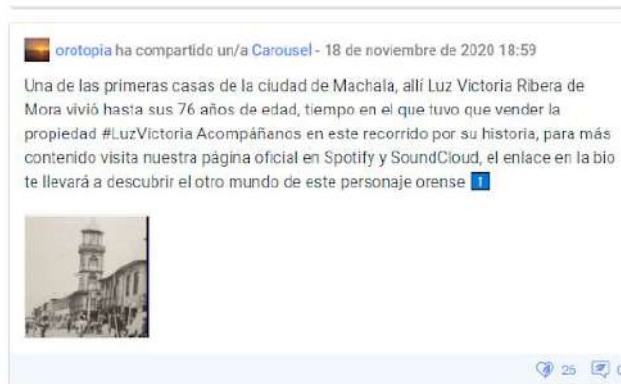 orotopia ha compartido un/a Carousel - 18 de noviembre de 2020 18:59
Una de las primeras casas de la ciudad de Machala, allí Luz Victoria Ribera de
Mora vivió hasta sus 76 años de edad, tiempo en el que tuvo que vender la
propiedad #LuzVictoria Acompáñanos en este recorrido por su historia, para más
contenido visita nuestra página oficial en Spotify y SoundCloud, el enlace en la bio
te llevará a descubrir el otro mundo de este personaje orense ⬆
26